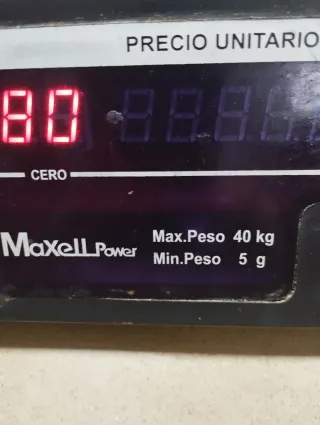 PRECIO UNITARIO
80
CERO
Maxell Power
Max.Peso 40 kg
Min.Peso 5 g